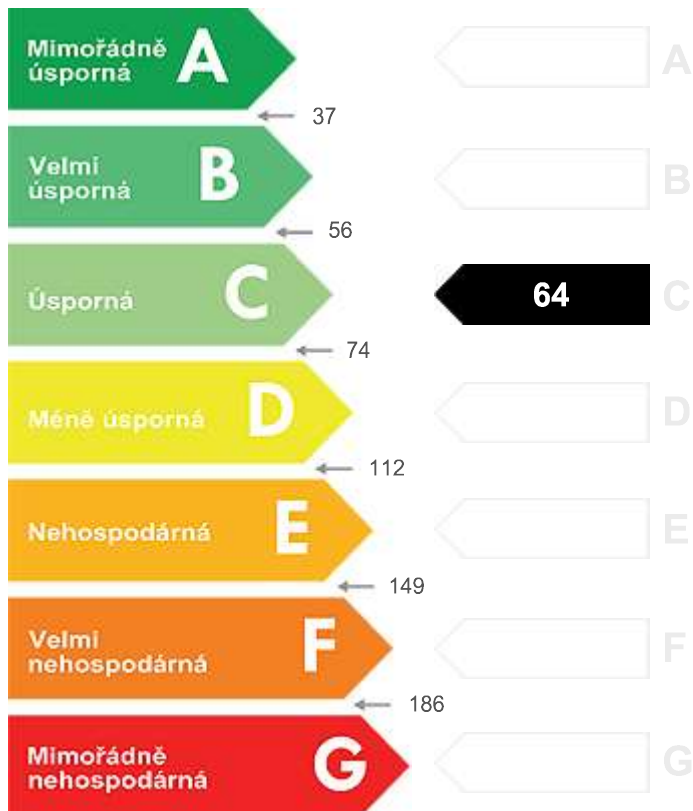 Mimořádně
úsporná
A
A
37
Velmi
úsporná
B
B
56
Úsporná
C
64
C
74
Méně úsporná
D
D
112
Nehospodárná
E
E
149
Velmi
nehospodárná
F
F
186
Mimořádně
nehospodárná
G
G